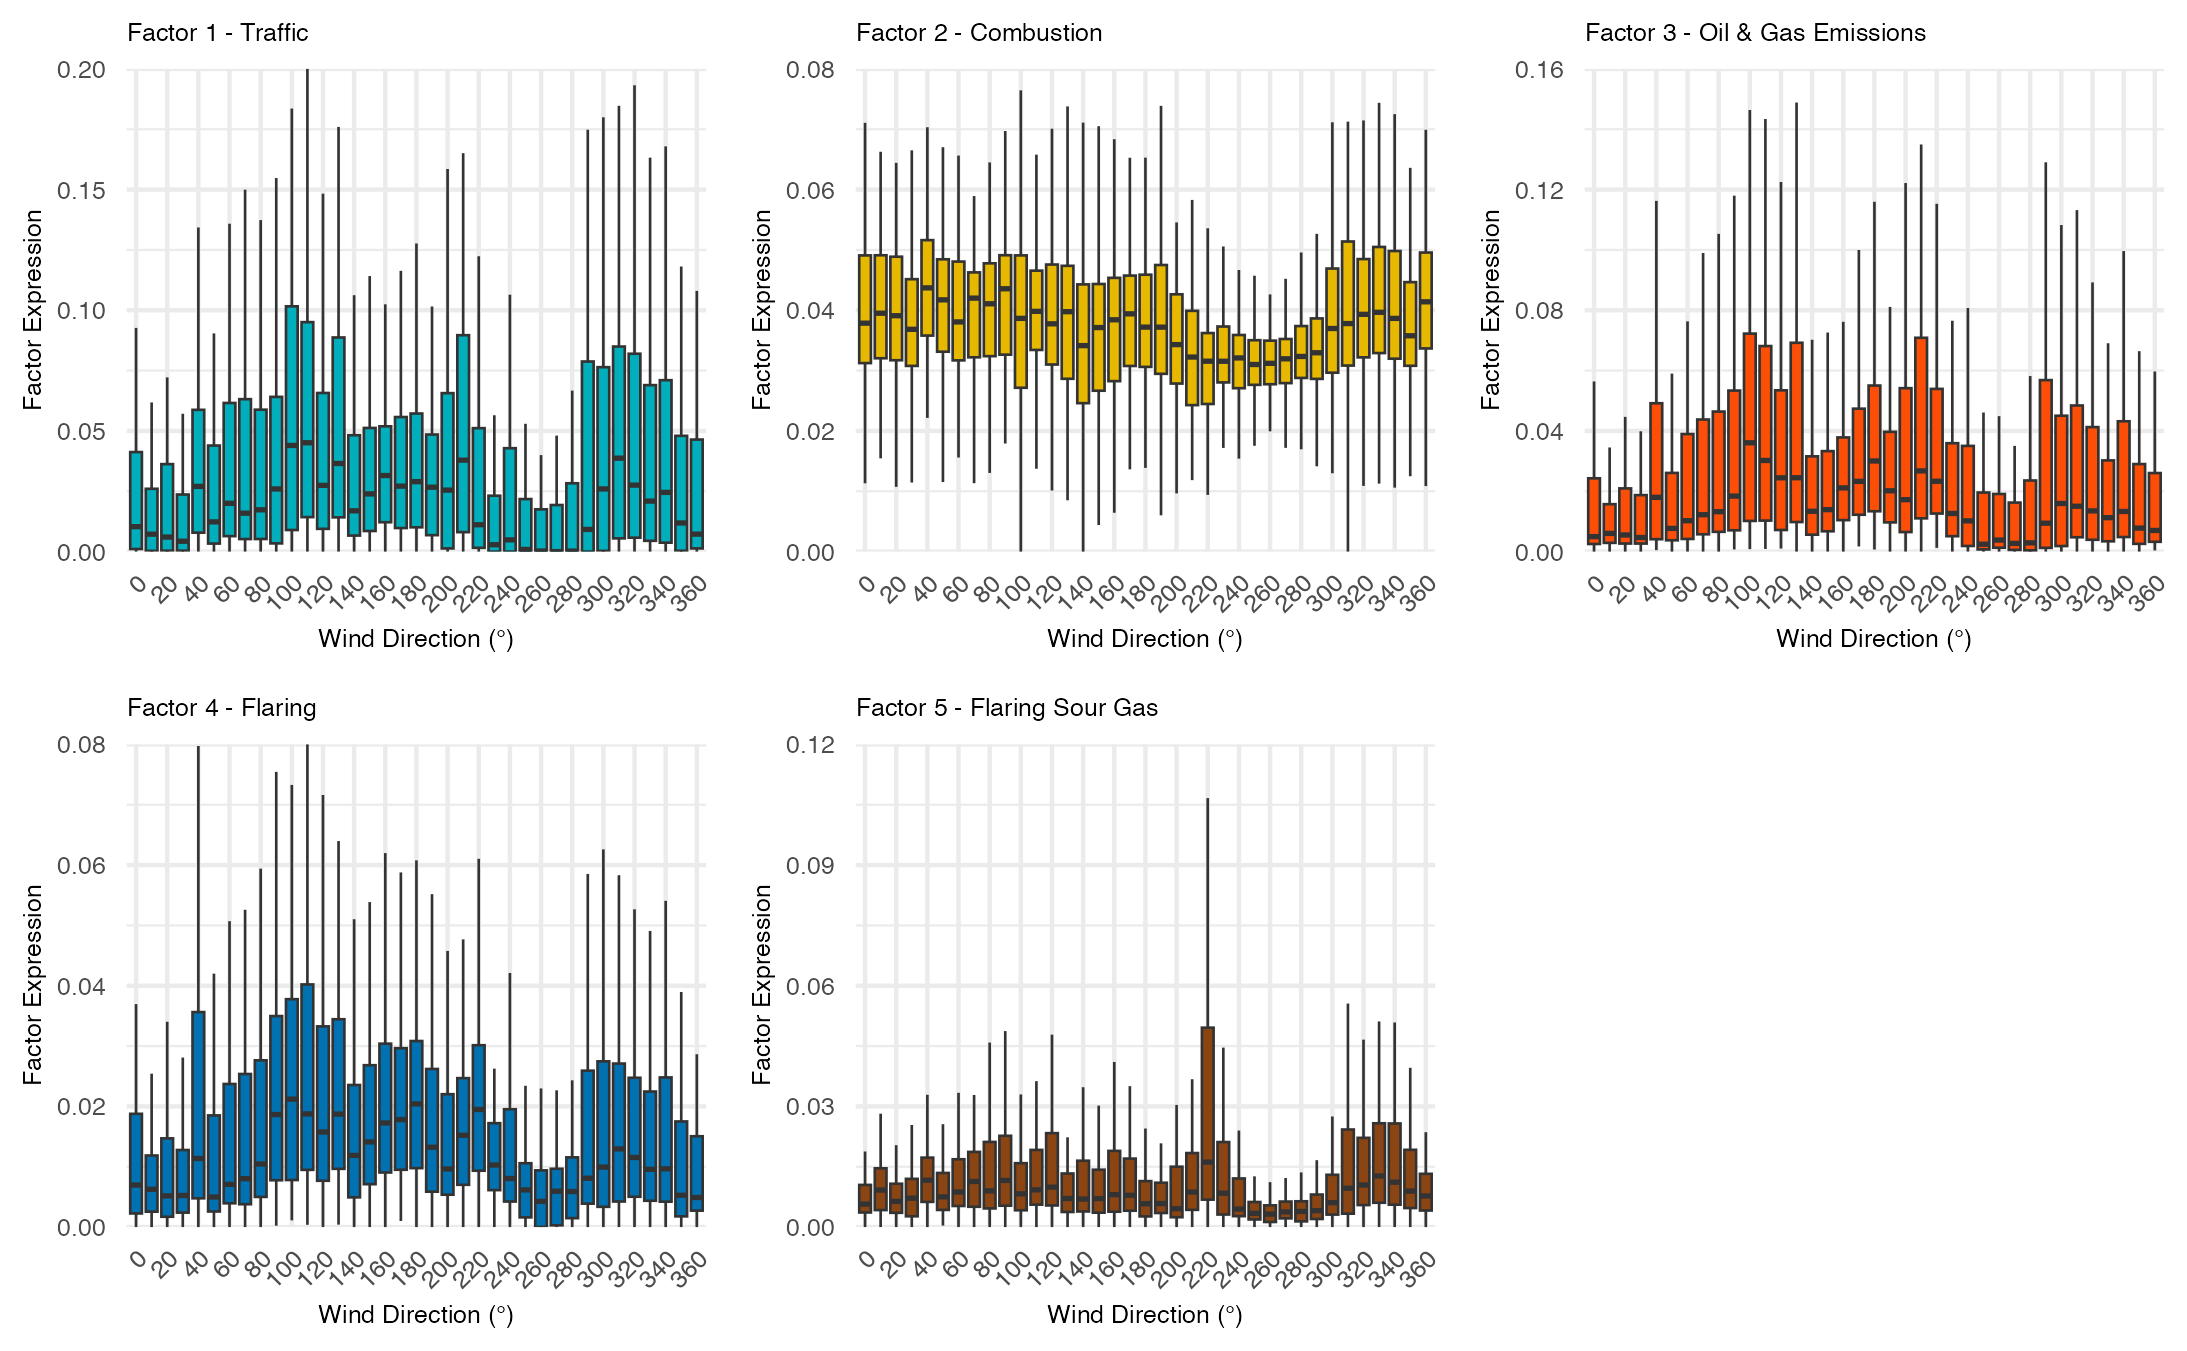 Factor 1 - Traffic
Factor Expression
0.20
0.15
0.10
0.05
0.00
0 20 40 60 80 100 120 140 160 180 200 220 240 260 280 300 320 340 360
Wind Direction (°)
Factor 2 - Combustion
Factor Expression
0.08
0.06
0.04
0.02
0.00
0 20 40 60 80 100 120 140 160 180 200 220 240 260 280 300 320 340 360
Wind Direction (°)
Factor 3 - Oil & Gas Emissions
Factor Expression
0.16
0.12
0.08
0.04
0.00
0 20 40 60 80 100 120 140 160 180 200 220 240 260 280 300 320 340 360
Wind Direction (°)
Factor 4 - Flaring
Factor Expression
0.08
0.06
0.04
0.02
0.00
0 20 40 60 80 100 120 140 160 180 200 220 240 260 280 300 320 340 360
Wind Direction (°)
Factor 5 - Flaring Sour Gas
Factor Expression
0.12
0.09
0.06
0.03
0.00
0 20 40 60 80 100 120 140 160 180 200 220 240 260 280 300 320 340 360
Wind Direction (°)